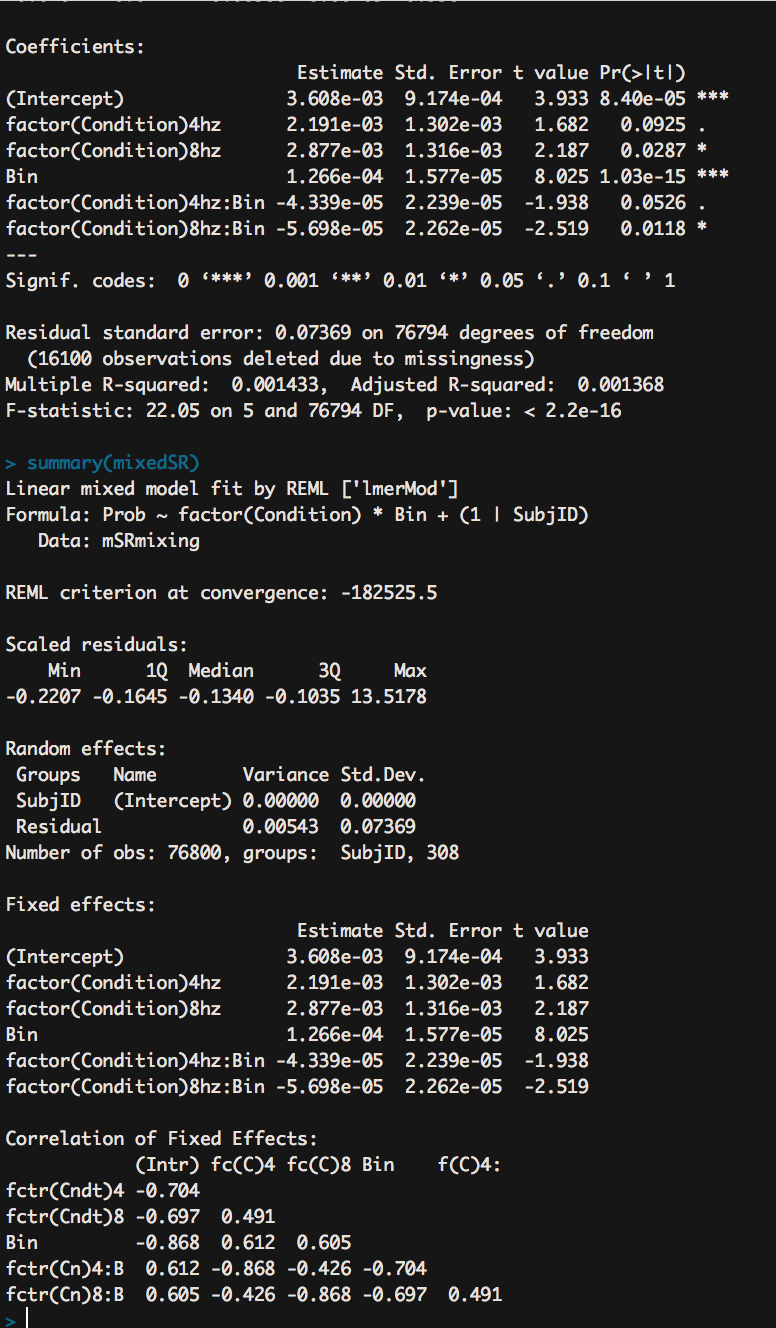 Coefficients:
                           Estimate Std. Error t value Pr(>|t|)
(Intercept)               3.608e-03  9.174e-04   3.933 8.40e-05 ***
factor(Condition)4hz      2.191e-03  1.302e-03   1.682   0.0925 .
factor(Condition)8hz      2.877e-03  1.316e-03   2.187   0.0287 *
Bin                       1.266e-04  1.577e-05   8.025 1.03e-15 ***
factor(Condition)4hz:Bin -4.339e-05  2.239e-05  -1.938   0.0526 .
factor(Condition)8hz:Bin -5.698e-05  2.262e-05  -2.519   0.0118 *
---
Signif. codes:  0 ‘***’ 0.001 ‘**’ 0.01 ‘*’ 0.05 ‘.’ 0.1 ‘ ’ 1
Residual standard error: 0.07369 on 76794 degrees of freedom
  (16100 observations deleted due to missingness)
Multiple R-squared:  0.001433,	Adjusted R-squared:  0.001368
F-statistic: 22.05 on 5 and 76794 DF,  p-value: < 2.2e-16
> summary(mixedSR)
Linear mixed model fit by REML ['lmerMod']
Formula: Prob ~ factor(Condition) * Bin + (1 | SubjID)
   Data: mSRmixing
REML criterion at convergence: -182525.5
Scaled residuals:
    Min      1Q  Median      3Q     Max
-0.2207 -0.1645 -0.1340 -0.1035 13.5178
Random effects:
 Groups   Name        Variance Std.Dev.
 SubjID   (Intercept) 0.00000  0.00000
 Residual             0.00543  0.07369
Number of obs: 76800, groups:  SubjID, 308
Fixed effects:
                           Estimate Std. Error t value
(Intercept)               3.608e-03  9.174e-04   3.933
factor(Condition)4hz      2.191e-03  1.302e-03   1.682
factor(Condition)8hz      2.877e-03  1.316e-03   2.187
Bin                       1.266e-04  1.577e-05   8.025
factor(Condition)4hz:Bin -4.339e-05  2.239e-05  -1.938
factor(Condition)8hz:Bin -5.698e-05  2.262e-05  -2.519
Correlation of Fixed Effects:
            (Intr) fc(C)4 fc(C)8 Bin    f(C)4:
fctr(Cndt)4 -0.704
fctr(Cndt)8 -0.697  0.491
Bin         -0.868  0.612  0.605
fctr(Cn)4:B  0.612 -0.868 -0.426 -0.704
fctr(Cn)8:B  0.605 -0.426 -0.868 -0.697  0.491
>